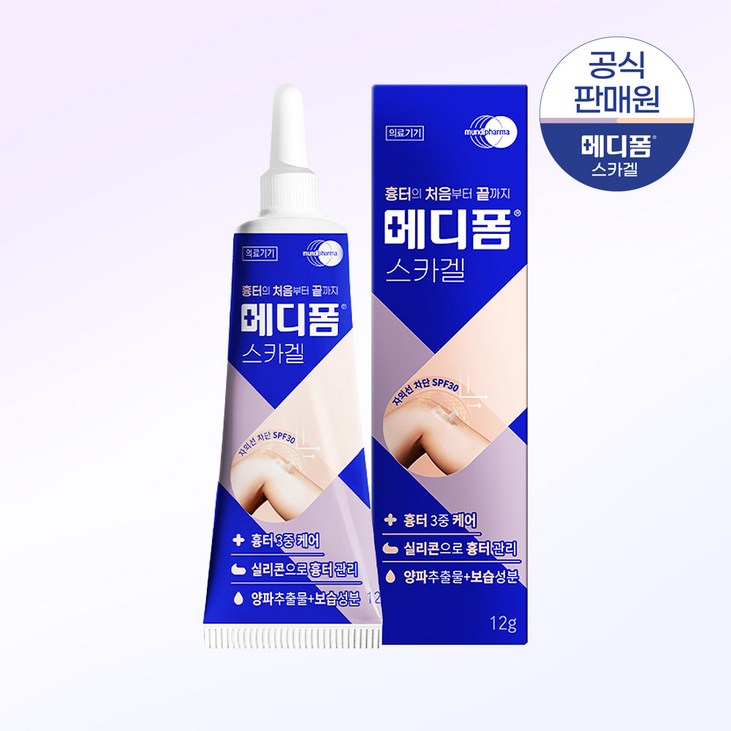 공식
판매원
메디폼®
스카겔
의료기기
mundipharma
흉터의 처음부터 끝까지
메디폼®
스카겔
자외선 차단 SPF30
흉터 3중 케어
실리콘으로 흉터 관리
양파추출물+보습성분
12g
의료기기
mundipharma
흉터의 처음부터 끝까지
메디폼®
스카겔
자외선 차단 SPF30
흉터 3중 케어
실리콘으로 흉터 관리
양파추출물+보습성분
12